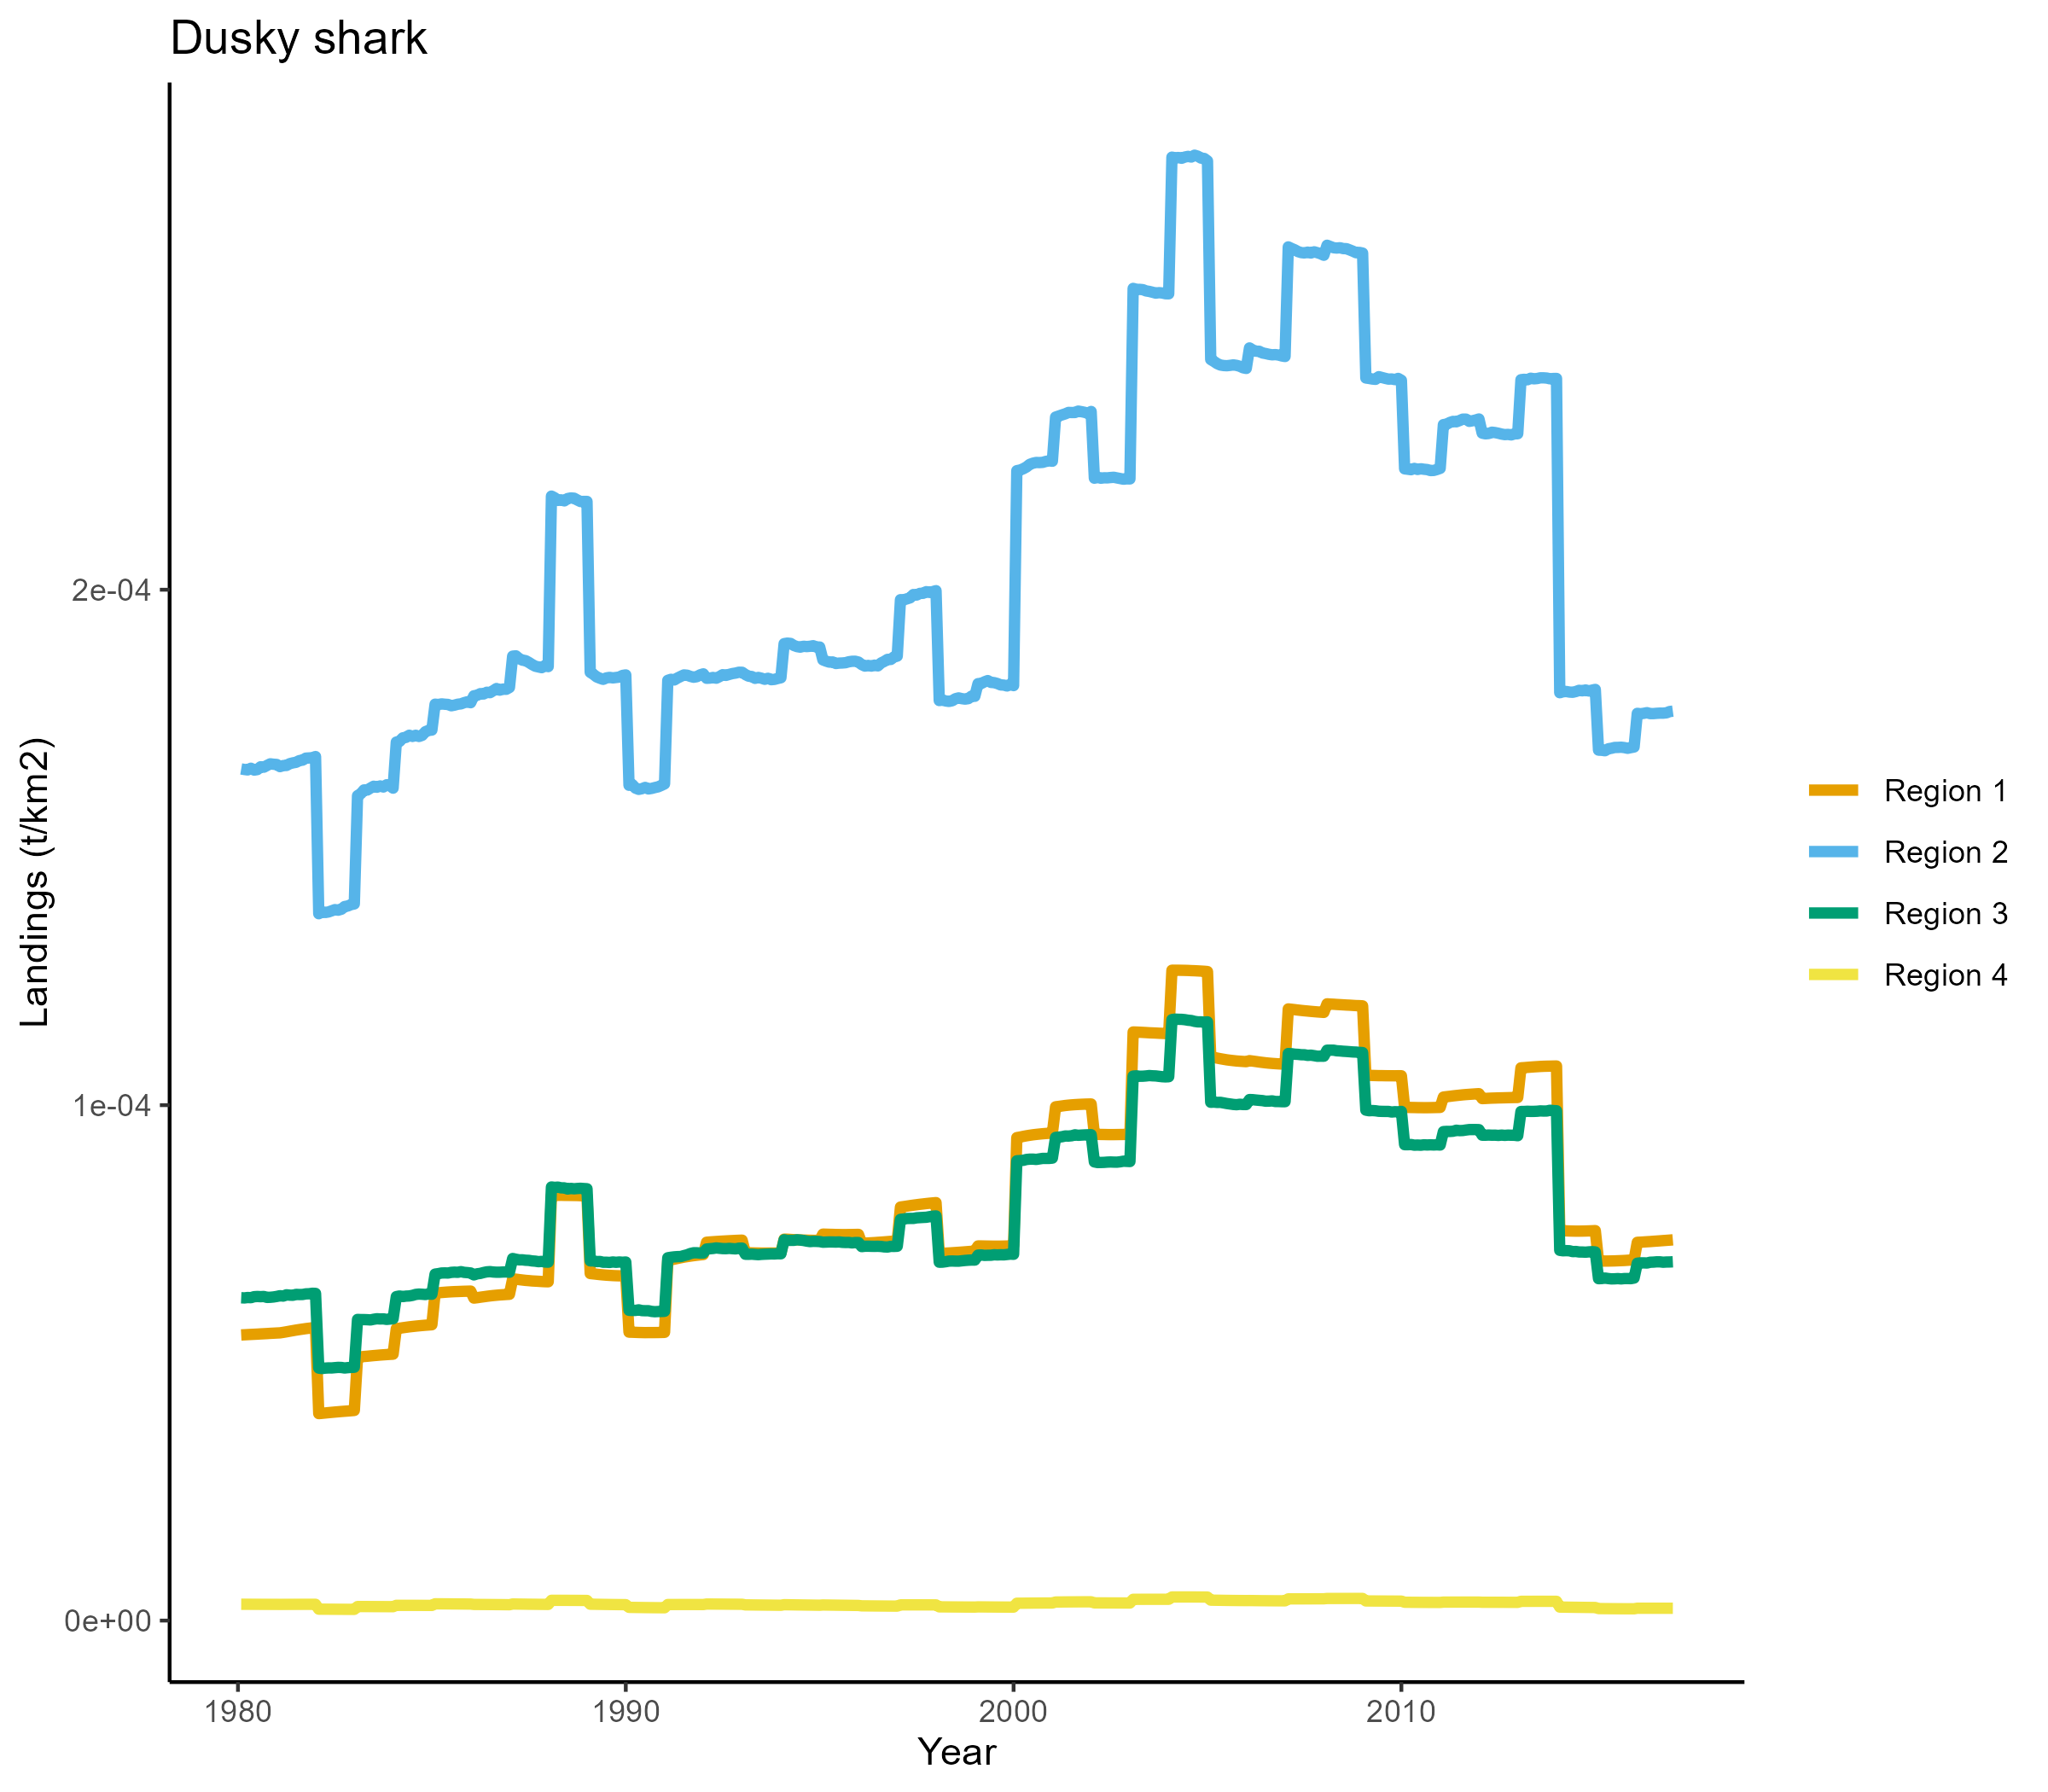 Dusky shark
Landings (t/km2)
2e-04
1e-04
0e+00
1980
1990
2000
2010
Year
Region 1
Region 2
Region 3
Region 4